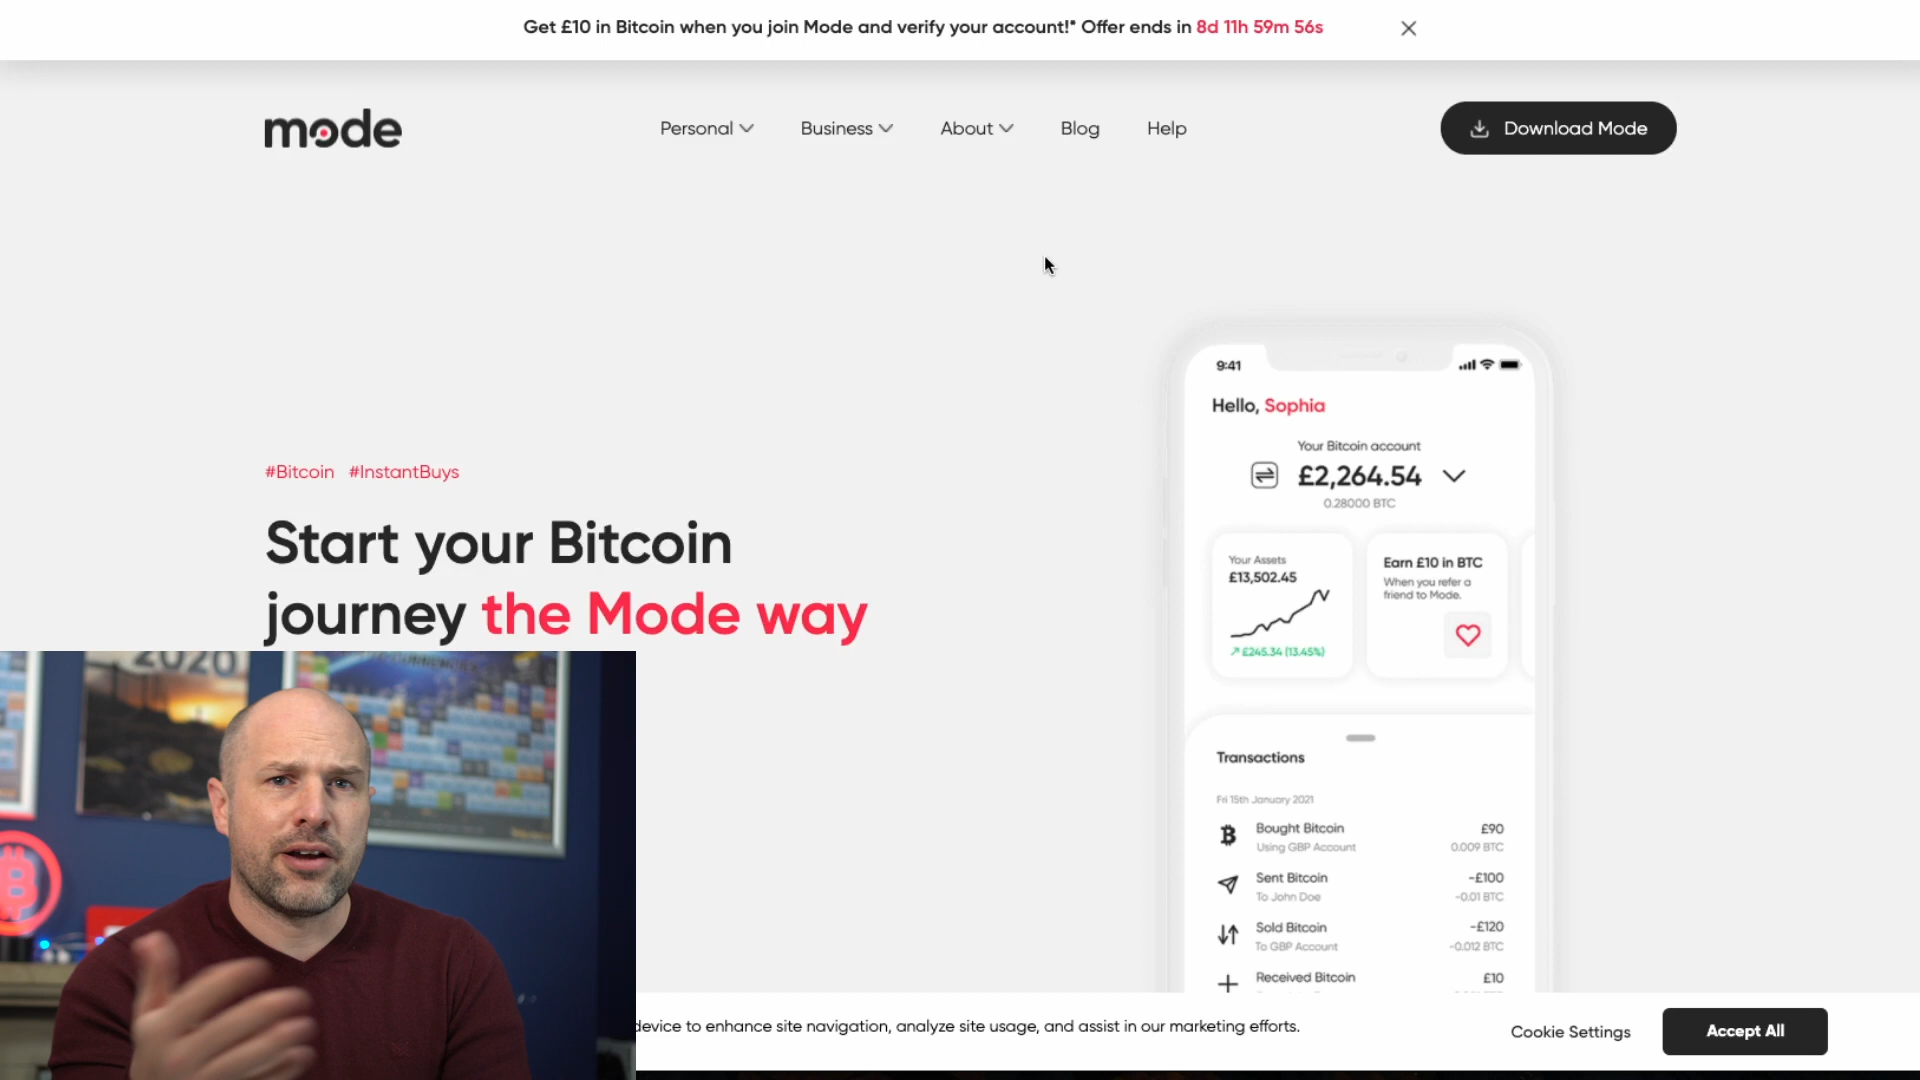 Get £10 in Bitcoin when you join Mode and verify your account!* Offer ends in 8d 11h 59m 56s
mode
Personal
Business
About
Blog
Help
Download Mode
#Bitcoin #InstantBuys
Start your Bitcoin
journey the Mode way
9:41
Hello, Sophia
Your Bitcoin account
£2,264.54
0.28000 BTC
Your Assets
£13,502.45
£245.34 (13.45%)
Earn £10 in BTC
When you refer a
friend to Mode.
Transactions
Fri 15th January 2021
Bought Bitcoin £90
Using GBP Account 0.009 BTC
Sent Bitcoin -£100
To John Doe -0.01 BTC
Sold Bitcoin -£120
To GBP Account -0.012 BTC
Received Bitcoin £10
2020
device to enhance site navigation, analyze site usage, and assist in our marketing efforts.
Cookie Settings
Accept All